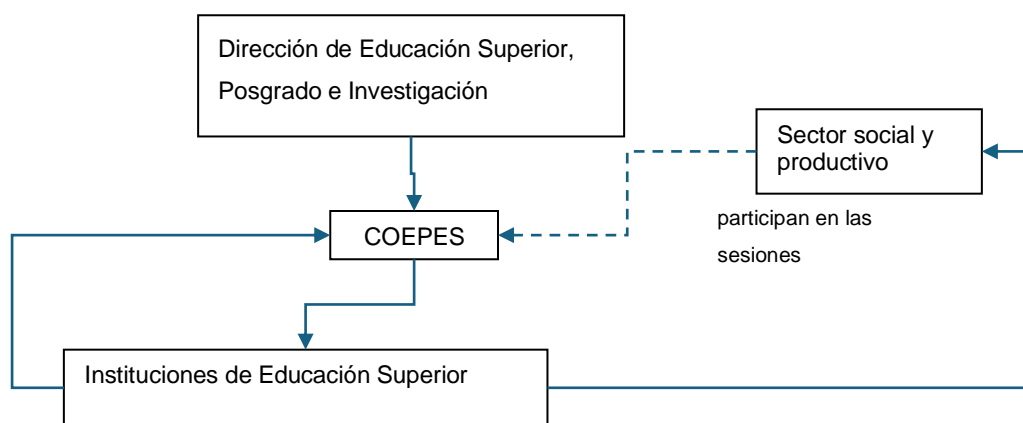 Dirección de Educación Superior,
Posgrado e Investigación
Sector social y
productivo
participan en las
sesiones
COEPES
Instituciones de Educación Superior